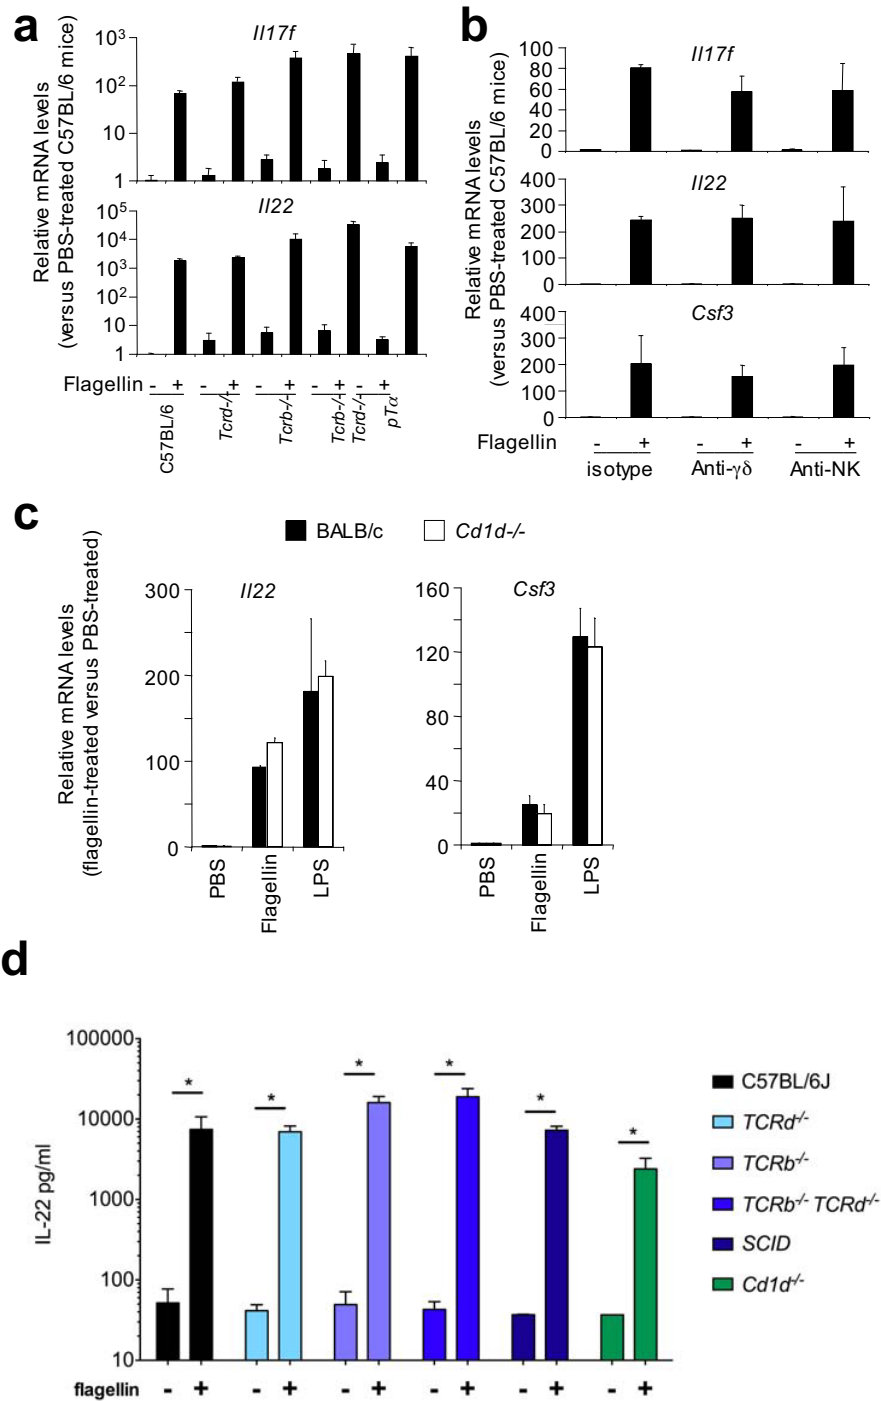 a
Relative mRNA levels
(versus PBS-treated C57BL/6 mice)
Il17f
10³
10²
10
1
Il22
10⁵
10⁴
10³
10²
10
1
Flagellin - + - + - + - + - +
C57BL/6
Tcrd-/-
Tcrb-/-
Tcrb-/-
Tcrd-/-
pTα
b
Relative mRNA levels
(versus PBS-treated C57BL/6 mice)
Il17f
100
80
60
40
20
0
Il22
400
300
200
100
0
Csf3
400
300
200
100
0
Flagellin - + - + - +
isotype Anti-γδ Anti-NK
c
BALB/c Cd1d-/-
Relative mRNA levels
(flagellin-treated versus PBS-treated)
Il22
300
200
100
0
PBS
Flagellin
LPS
Csf3
160
120
80
40
0
PBS
Flagellin
LPS
d
IL-22 pg/ml
100000
10000
1000
100
10
* * * * * *
flagellin - + - + - + - + - + - +
C57BL/6J
TCRd-/-
TCRb-/-
TCRb-/- TCRd-/-
SCID
Cd1d-/-